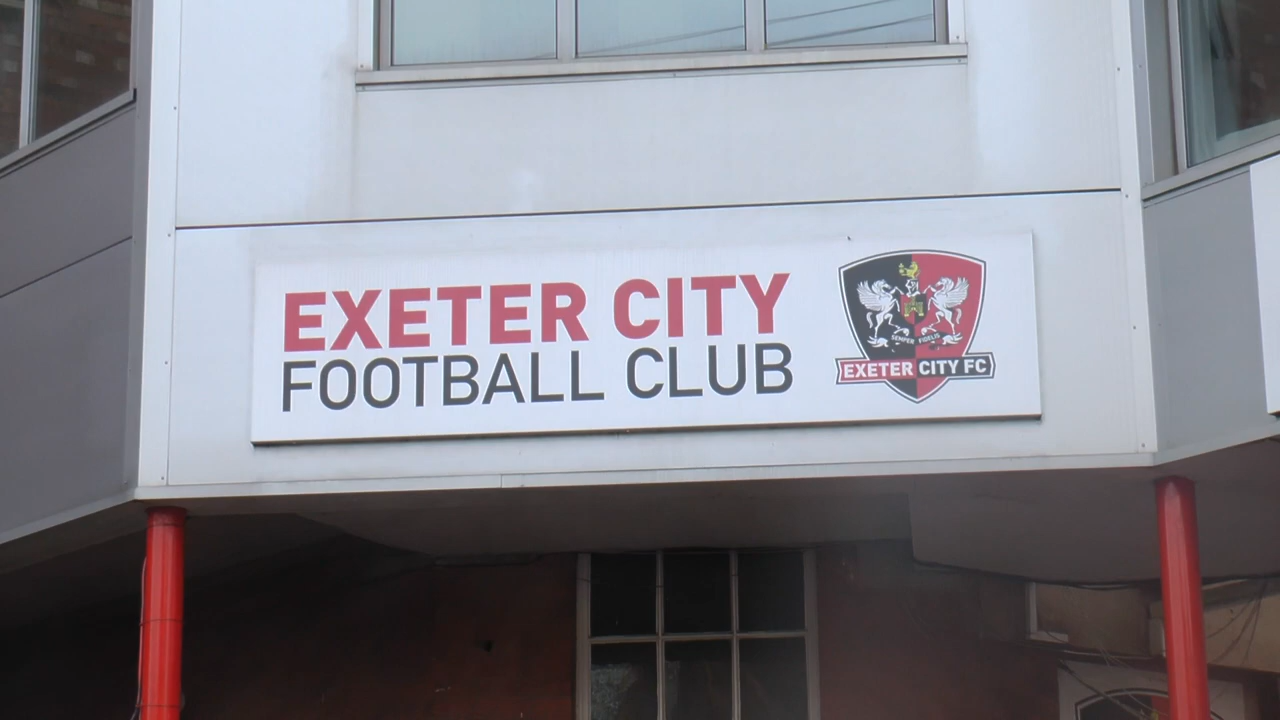 EXETER CITY
FOOTBALL CLUB
SEMPER FIDELIS
EXETER CITY FC